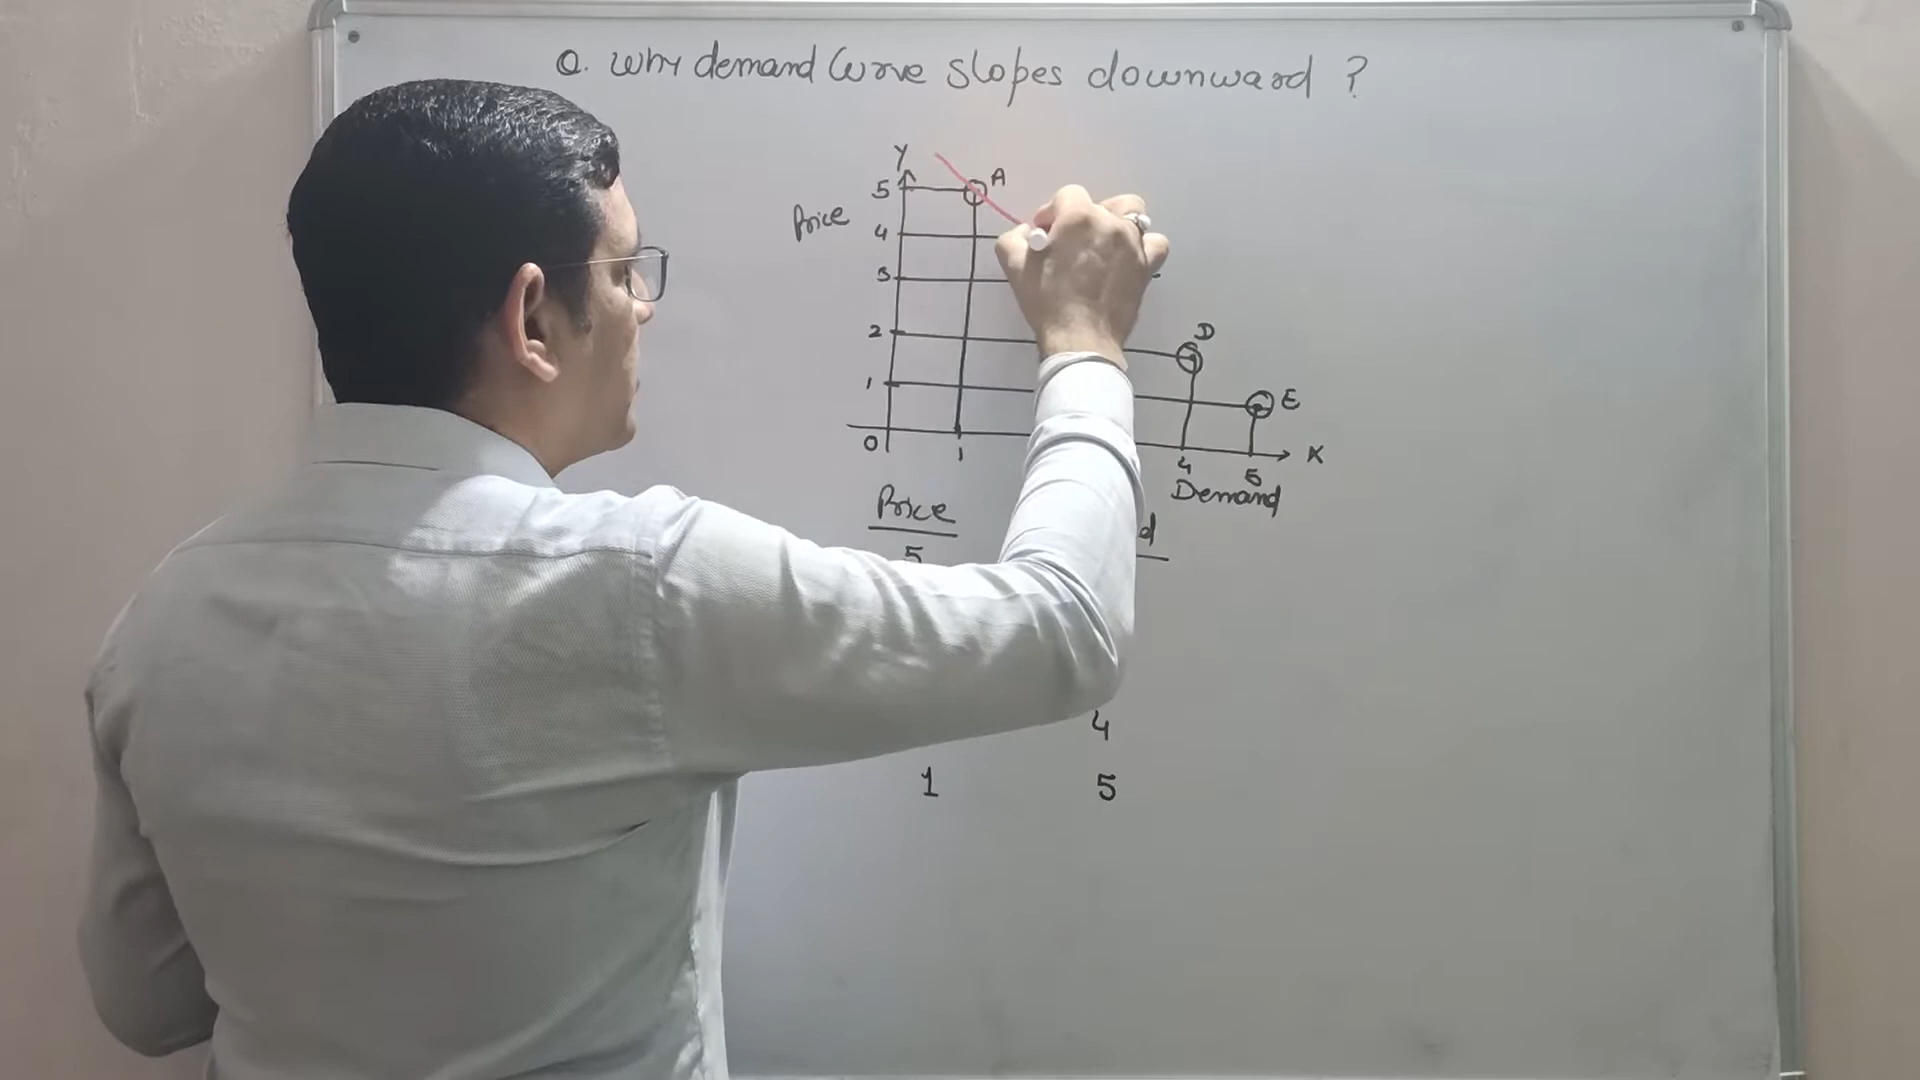 Q. Why demand Curve slopes downward ?
Y
5 A
Price
4
3
2 D
1 E
0 1 4 5 X
Demand
Price
5
4
1 5